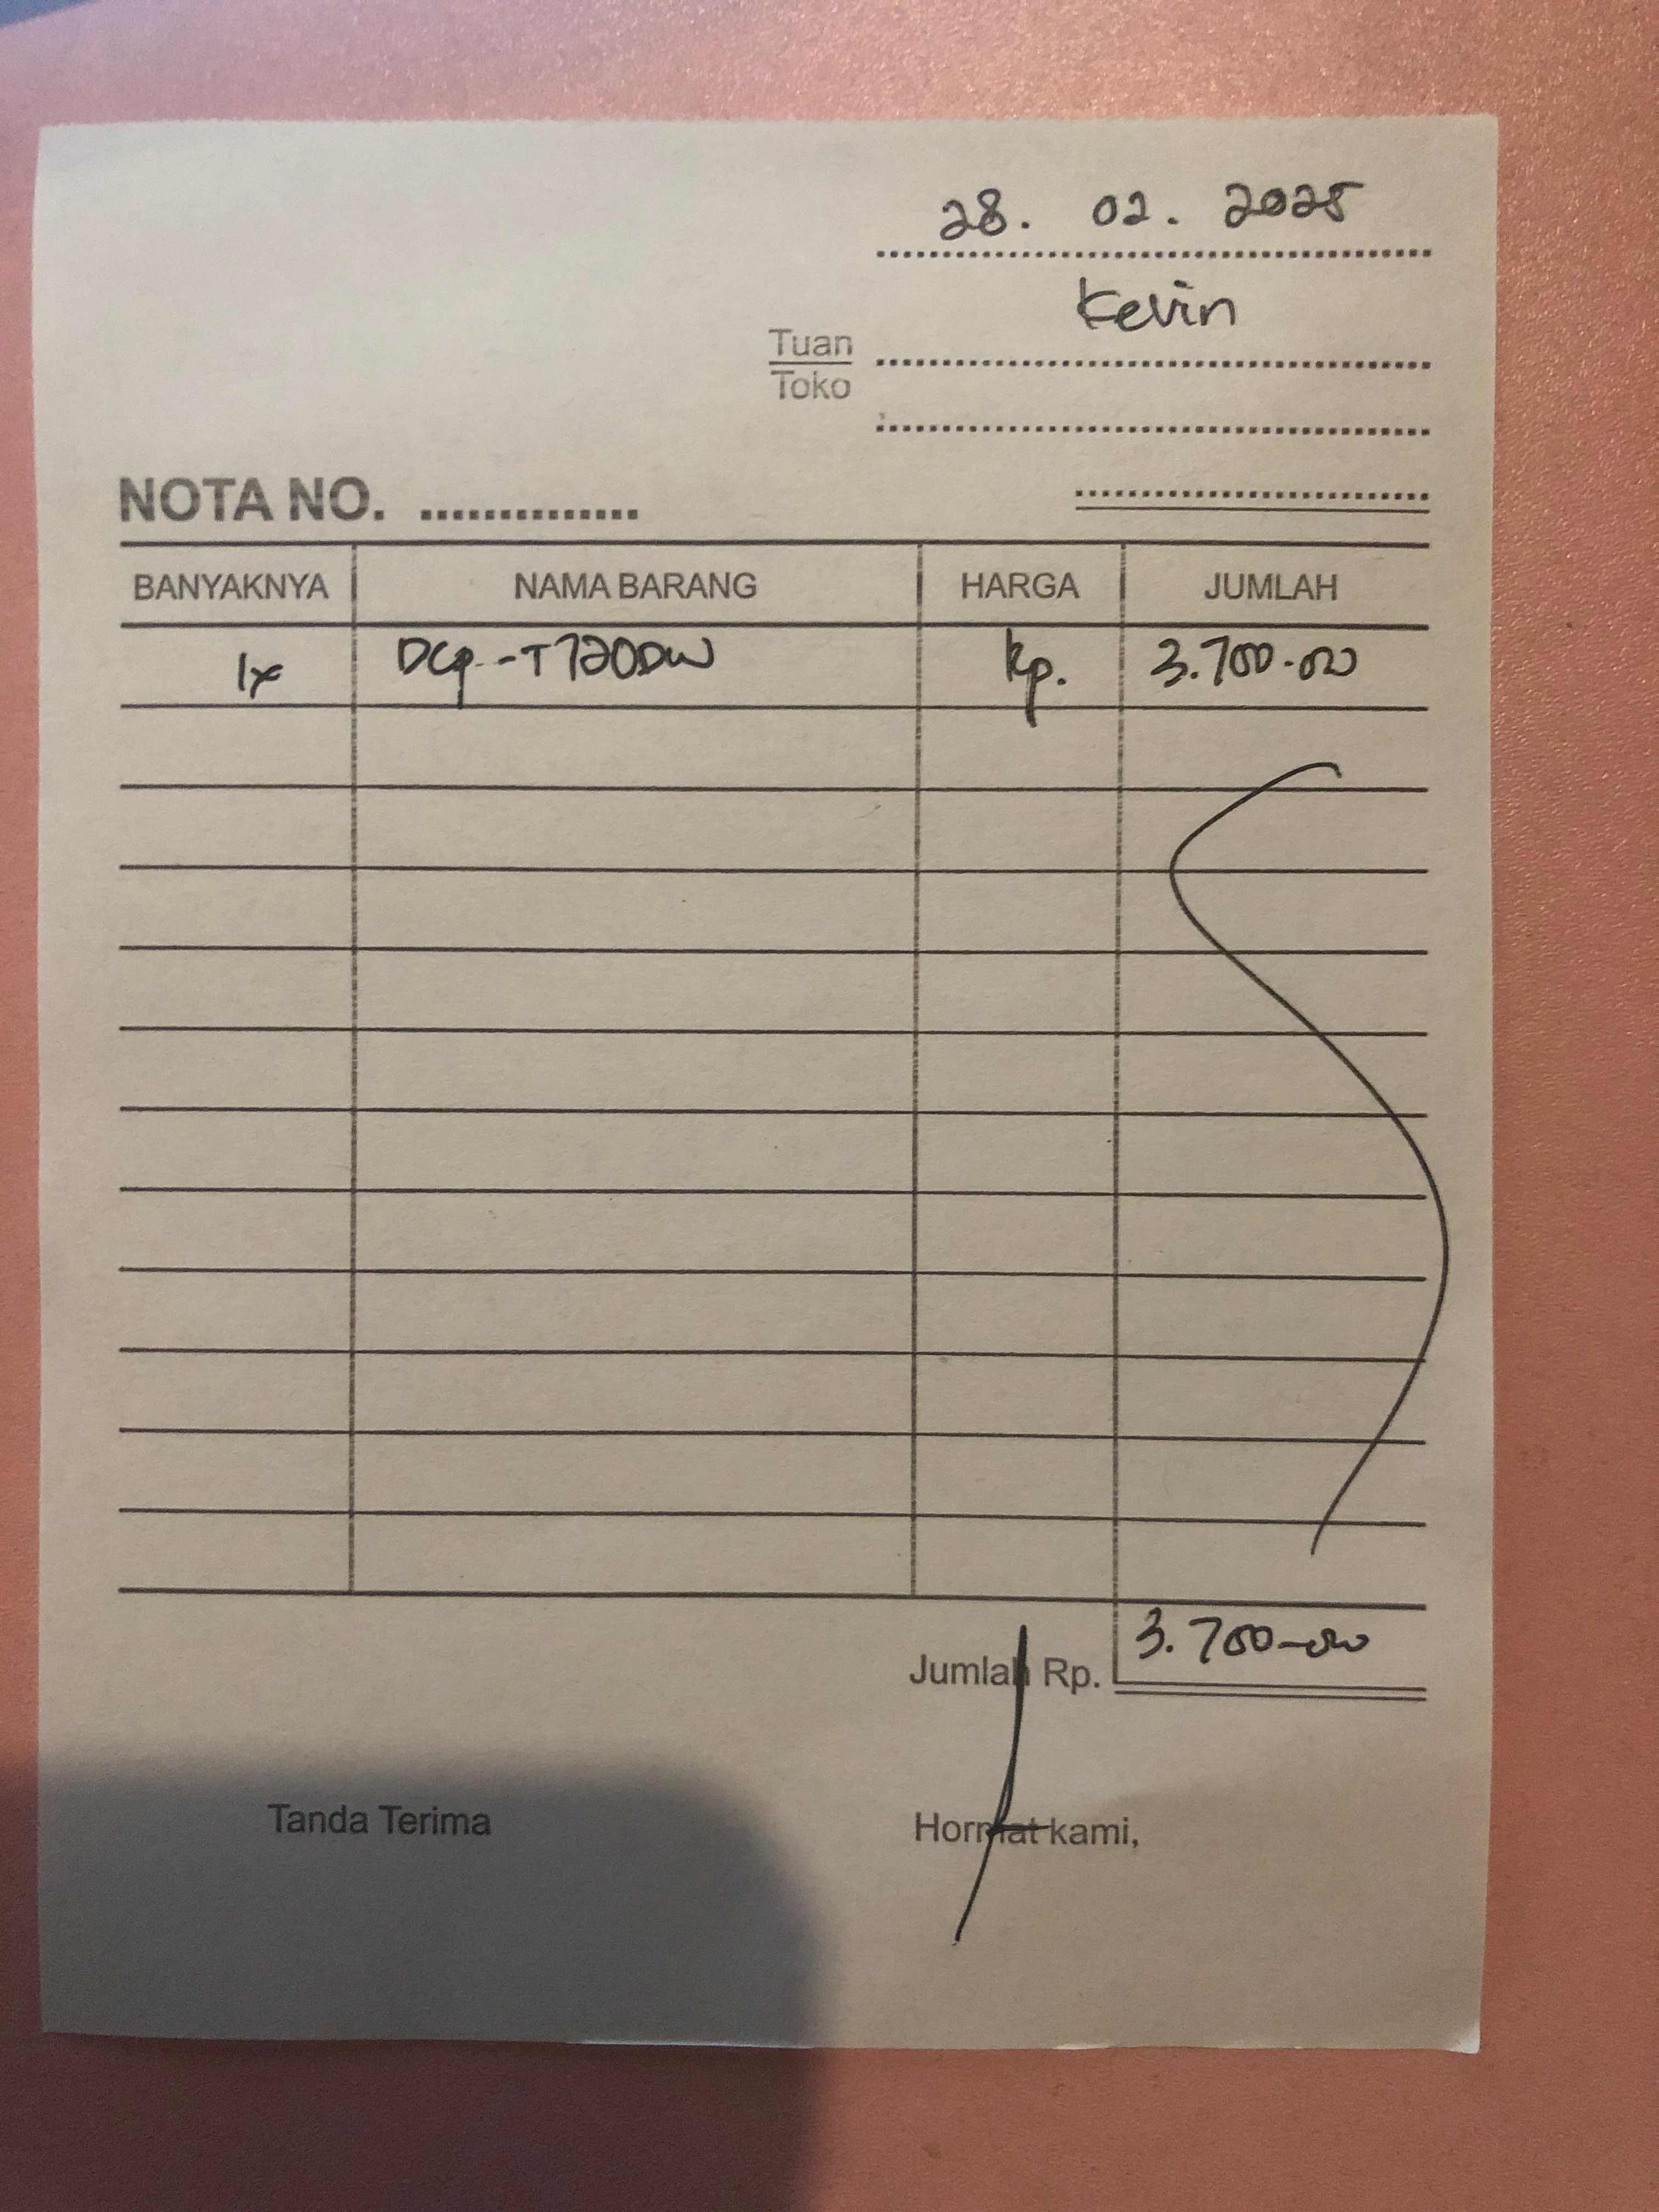 28. 02. 2025
Kevin
Tuan
Toko
NOTA NO. ..............
BANYAKNYA NAMA BARANG HARGA JUMLAH
1x DCP-T720DW Rp. 3.700.000
Jumlah Rp. 3.700.000
Tanda Terima Hormat kami,